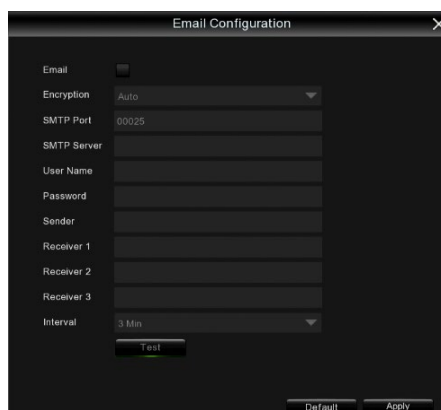 Email Configuration
Email
Encryption Auto
SMTP Port 00025
SMTP Server
User Name
Password
Sender
Receiver 1
Receiver 2
Receiver 3
Interval 3 Min
Test
Default Apply